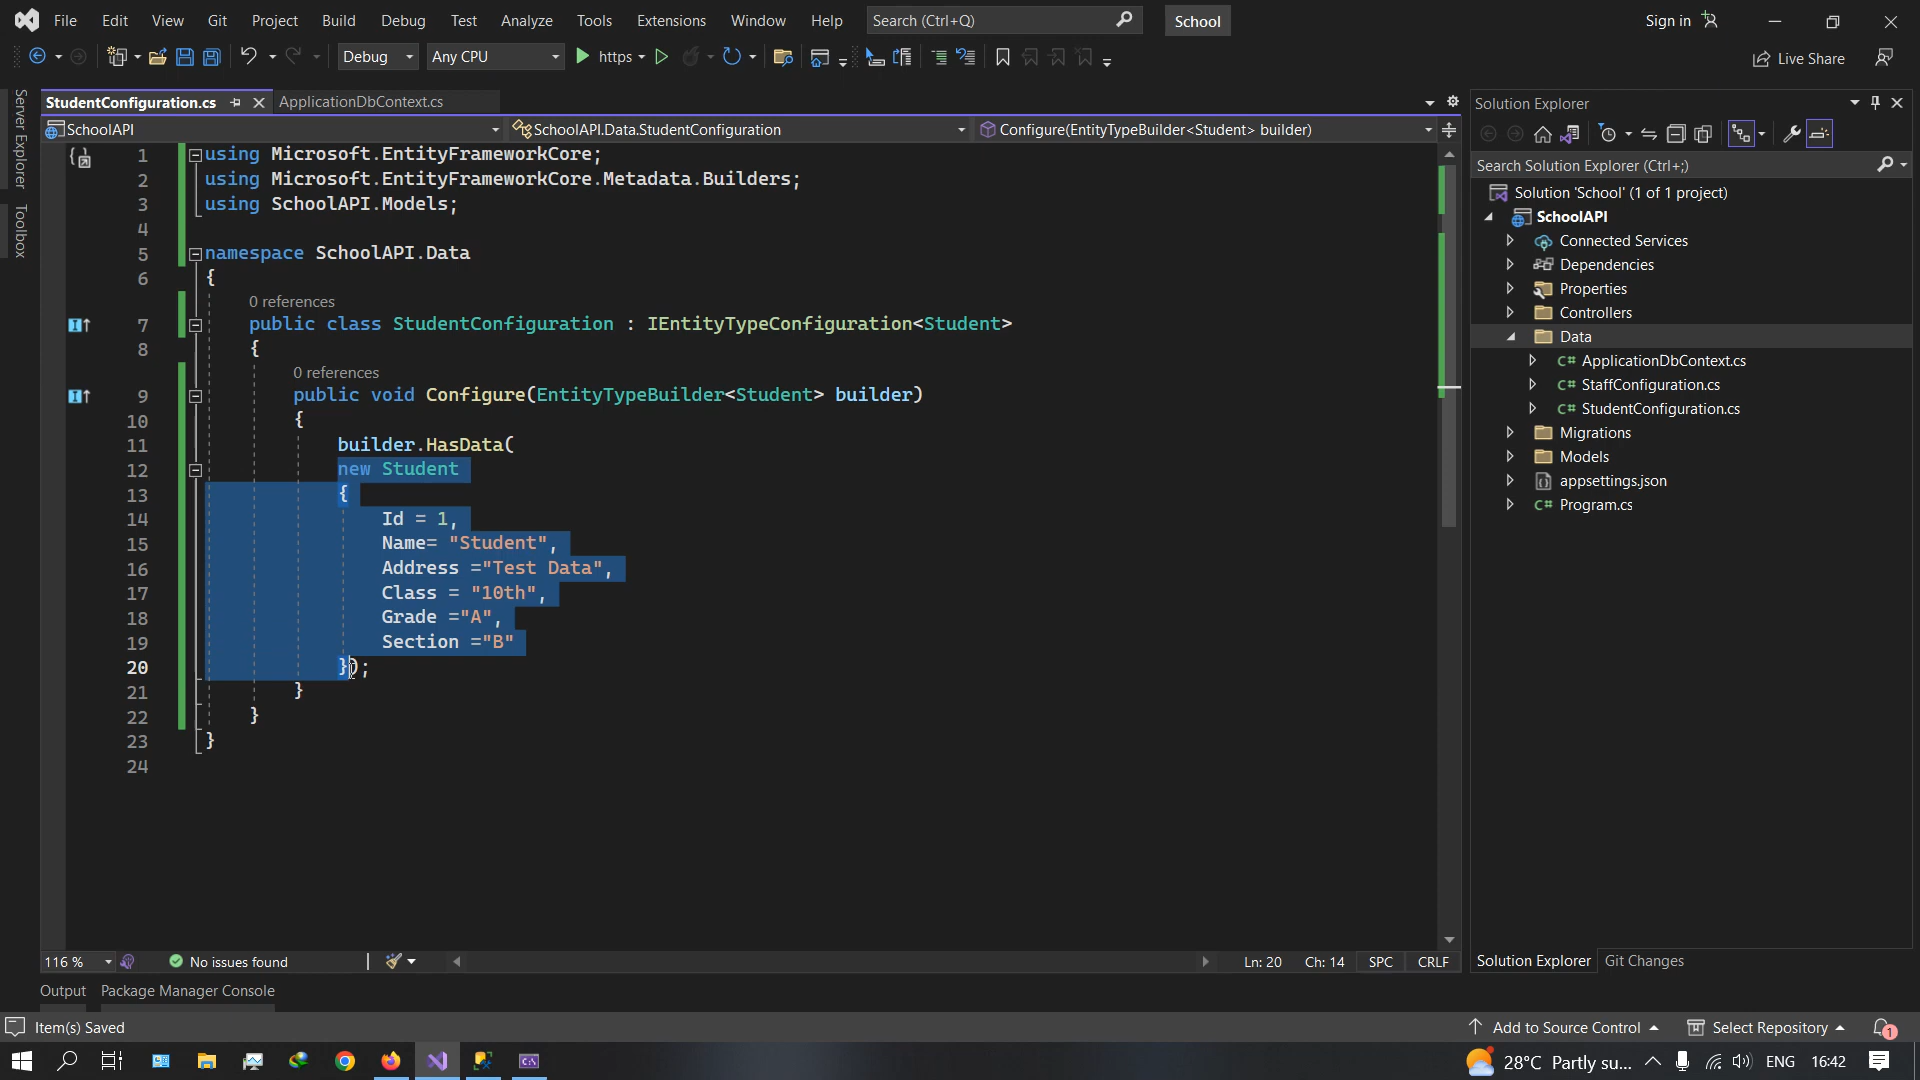 File Edit View Git Project Build Debug Test Analyze Tools Extensions Window Help Search (Ctrl+Q) School Sign in
Debug Any CPU https Live Share
Server Explorer
Toolbox
StudentConfiguration.cs ApplicationDbContext.cs
SchoolAPI SchoolAPI.Data.StudentConfiguration Configure(EntityTypeBuilder<Student> builder)
1 using Microsoft.EntityFrameworkCore;
2 using Microsoft.EntityFrameworkCore.Metadata.Builders;
3 using SchoolAPI.Models;
4
5 namespace SchoolAPI.Data
6 {
0 references
7 public class StudentConfiguration : IEntityTypeConfiguration<Student>
8 {
0 references
9 public void Configure(EntityTypeBuilder<Student> builder)
10 {
11 builder.HasData(
12 new Student
13 {
14 Id = 1,
15 Name= "Student",
16 Address ="Test Data",
17 Class = "10th",
18 Grade ="A",
19 Section ="B"
20 });
21 }
22 }
23 }
24
116 % No issues found Ln: 20 Ch: 14 SPC CRLF
Output Package Manager Console
Solution Explorer
Search Solution Explorer (Ctrl+;)
Solution 'School' (1 of 1 project)
SchoolAPI
Connected Services
Dependencies
Properties
Controllers
Data
C# ApplicationDbContext.cs
C# StaffConfiguration.cs
C# StudentConfiguration.cs
Migrations
Models
appsettings.json
C# Program.cs
Solution Explorer Git Changes
Item(s) Saved Add to Source Control Select Repository 1
28°C Partly su... ENG 16:42